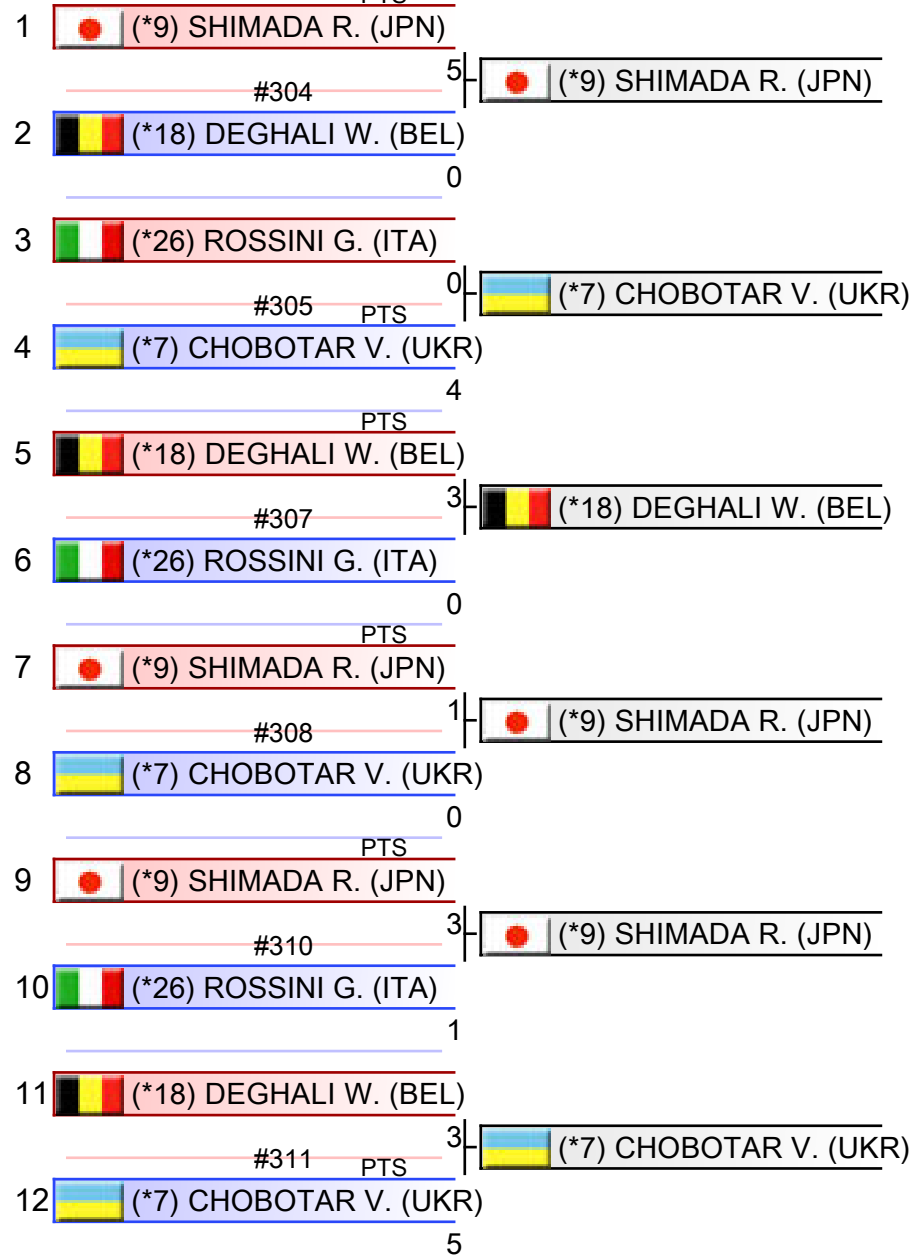 PTS
1 (*9) SHIMADA R. (JPN)
5 (*9) SHIMADA R. (JPN)
#304
2 (*18) DEGHALI W. (BEL)
0
3 (*26) ROSSINI G. (ITA)
0 (*7) CHOBOTAR V. (UKR)
#305 PTS
4 (*7) CHOBOTAR V. (UKR)
4
PTS
5 (*18) DEGHALI W. (BEL)
3 (*18) DEGHALI W. (BEL)
#307
6 (*26) ROSSINI G. (ITA)
0
PTS
7 (*9) SHIMADA R. (JPN)
1 (*9) SHIMADA R. (JPN)
#308
8 (*7) CHOBOTAR V. (UKR)
0
PTS
9 (*9) SHIMADA R. (JPN)
3 (*9) SHIMADA R. (JPN)
#310
10 (*26) ROSSINI G. (ITA)
1
11 (*18) DEGHALI W. (BEL)
3 (*7) CHOBOTAR V. (UKR)
#311 PTS
12 (*7) CHOBOTAR V. (UKR)
5